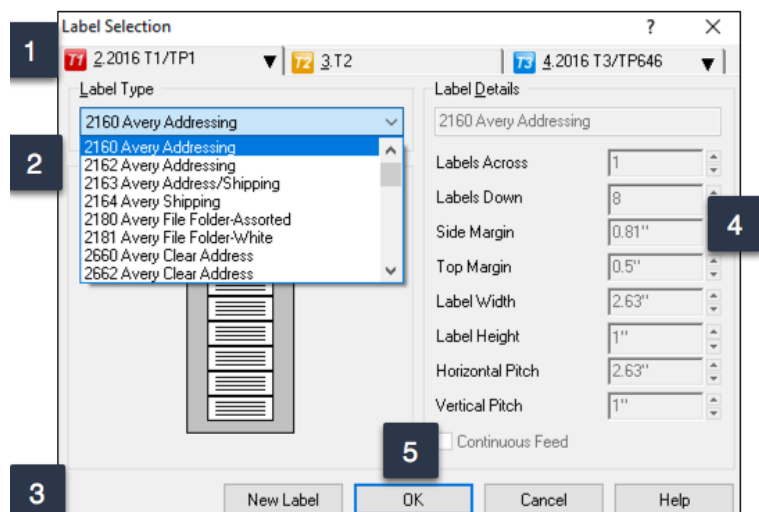 Label Selection ? ×
1
T1 2.2016 T1/TP1 T2 3.T2 T3 4.2016 T3/TP646
Label Type
2160 Avery Addressing
2
2160 Avery Addressing
2162 Avery Addressing
2163 Avery Address/Shipping
2164 Avery Shipping
2180 Avery File Folder-Assorted
2181 Avery File Folder-White
2660 Avery Clear Address
2662 Avery Clear Address
Label Details
2160 Avery Addressing
Labels Across 1
Labels Down 8
4
Side Margin 0.81"
Top Margin 0.5"
Label Width 2.63"
Label Height 1"
Horizontal Pitch 2.63"
Vertical Pitch 1"
5
Continuous Feed
3
New Label OK Cancel Help